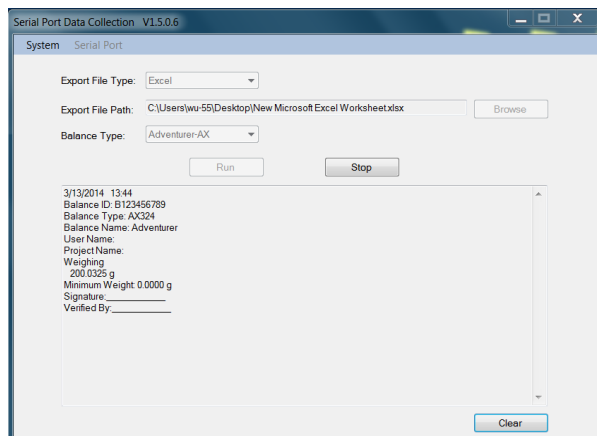 Serial Port Data Collection V1.5.0.6
System Serial Port
Export File Type: Excel
Export File Path: C:\Users\wu-55\Desktop\New Microsoft Excel Worksheet.xlsx Browse
Balance Type: Adventurer-AX
Run Stop
3/13/2014 13:44
Balance ID: B123456789
Balance Type: AX324
Balance Name: Adventurer
User Name:
Project Name:
Weighing
200.0325 g
Minimum Weight: 0.0000 g
Signature:____________
Verified By:____________
Clear